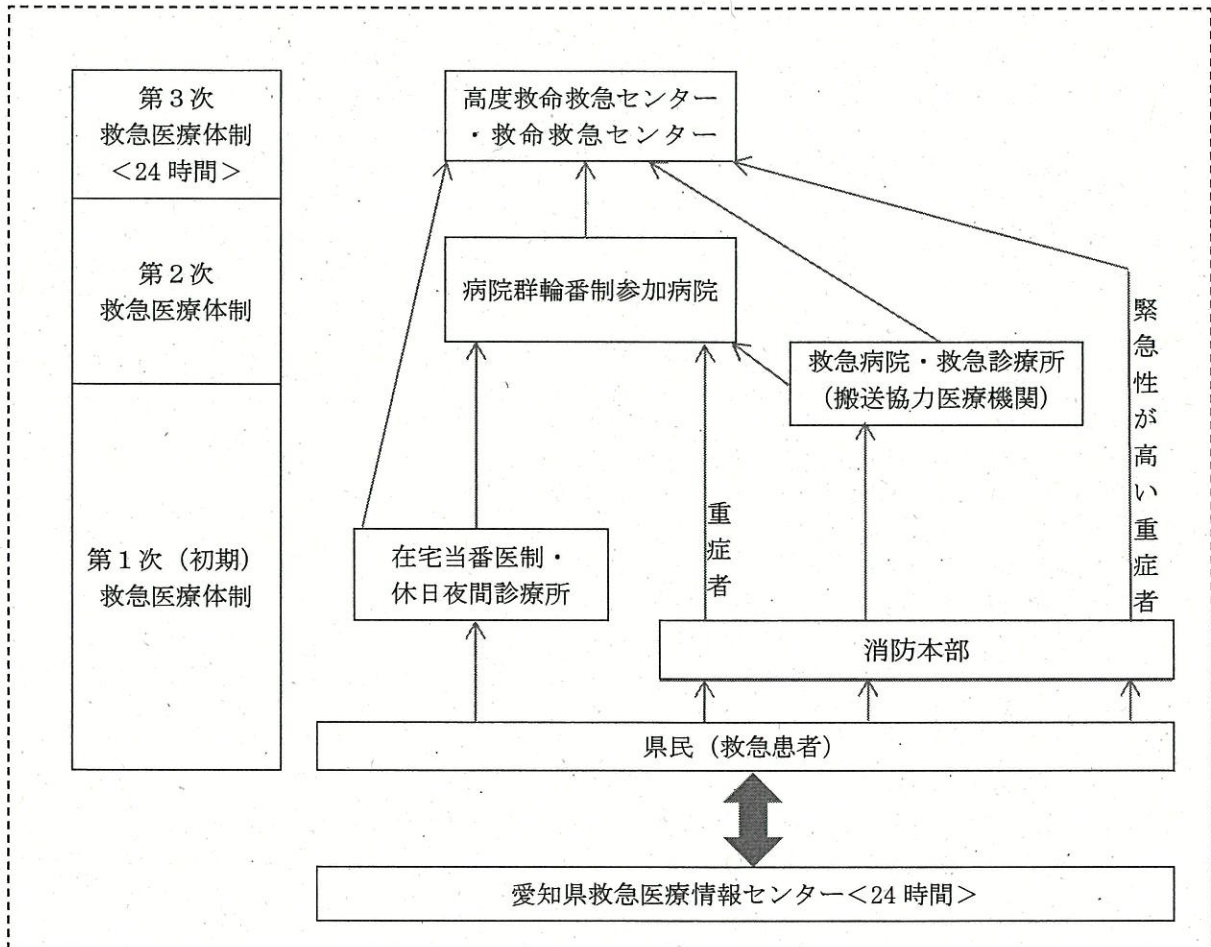 第3次
救急医療体制
<24時間>
第2次
救急医療体制
第1次(初期)
救急医療体制
高度救命救急センター
・救命救急センター
病院群輪番制参加病院
救急病院・救急診療所
(搬送協力医療機関)
緊急性が高い重症者
重症者
在宅当番医制・
休日夜間診療所
消防本部
県民(救急患者)
愛知県救急医療情報センター<24時間>